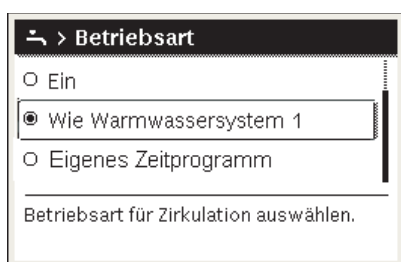 > Betriebsart
Ein
Wie Warmwassersystem 1
Eigenes Zeitprogramm
Betriebsart für Zirkulation auswählen.